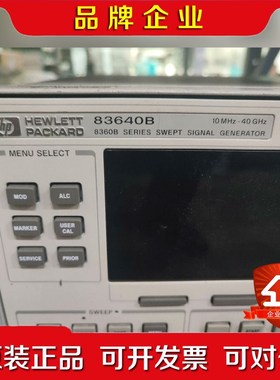 品牌企业
hp HEWLETT PACKARD 83640B 10 MHz - 40 GHz
8360B SERIES SWEPT SIGNAL GENERATOR
MENU SELECT
MOD ALC
MARKER USER CAL
SERVICE PRIOR
SWEEP
企
装正品 可开发票 可对